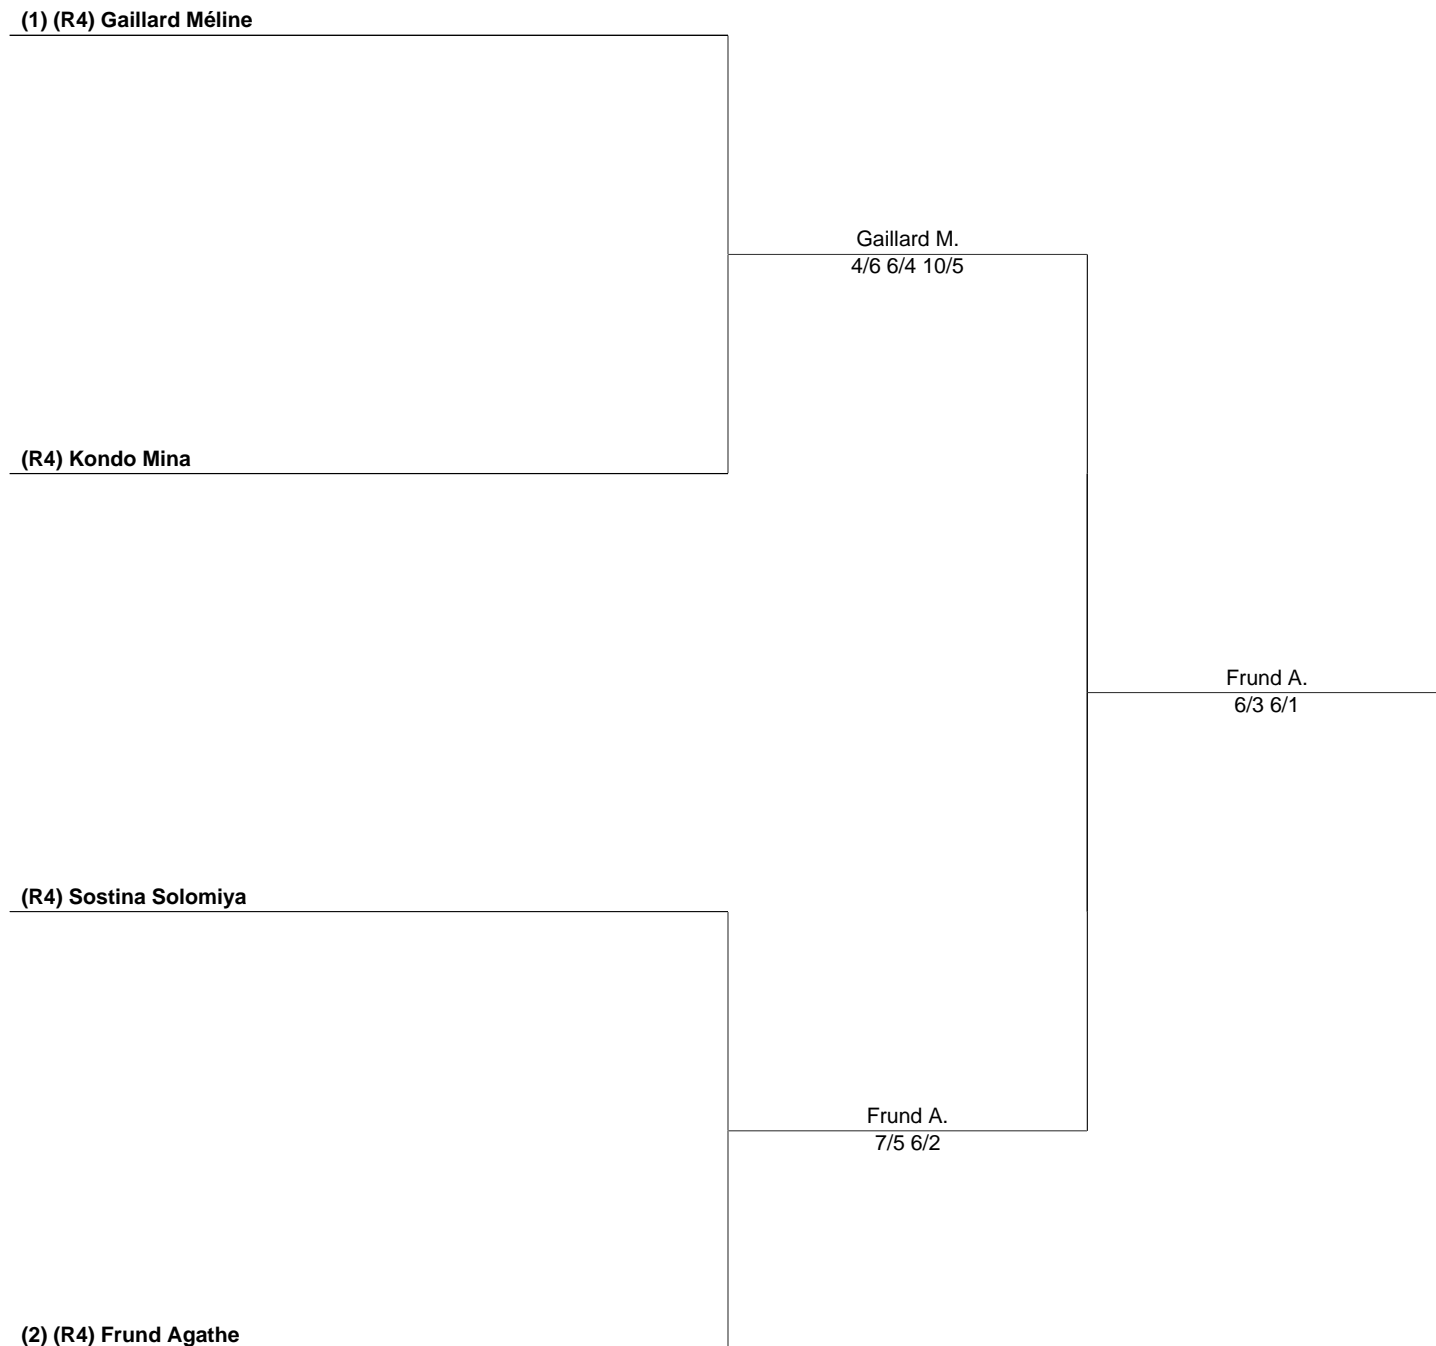 (1) (R4) Gaillard Méline
Gaillard M.
4/6 6/4 10/5
(R4) Kondo Mina
Frund A.
6/3 6/1
(R4) Sostina Solomiya
Frund A.
7/5 6/2
(2) (R4) Frund Agathe